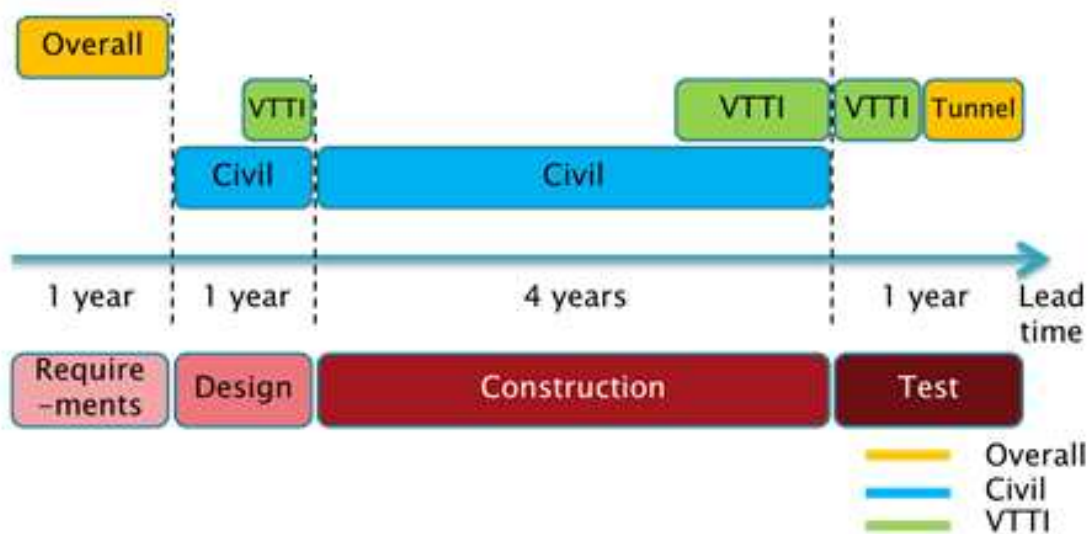 Overall
VTTI VTTI VTTI Tunnel
Civil Civil
1 year 1 year 4 years 1 year Lead
time
Require
-ments Design Construction Test
Overall
Civil
VTTI